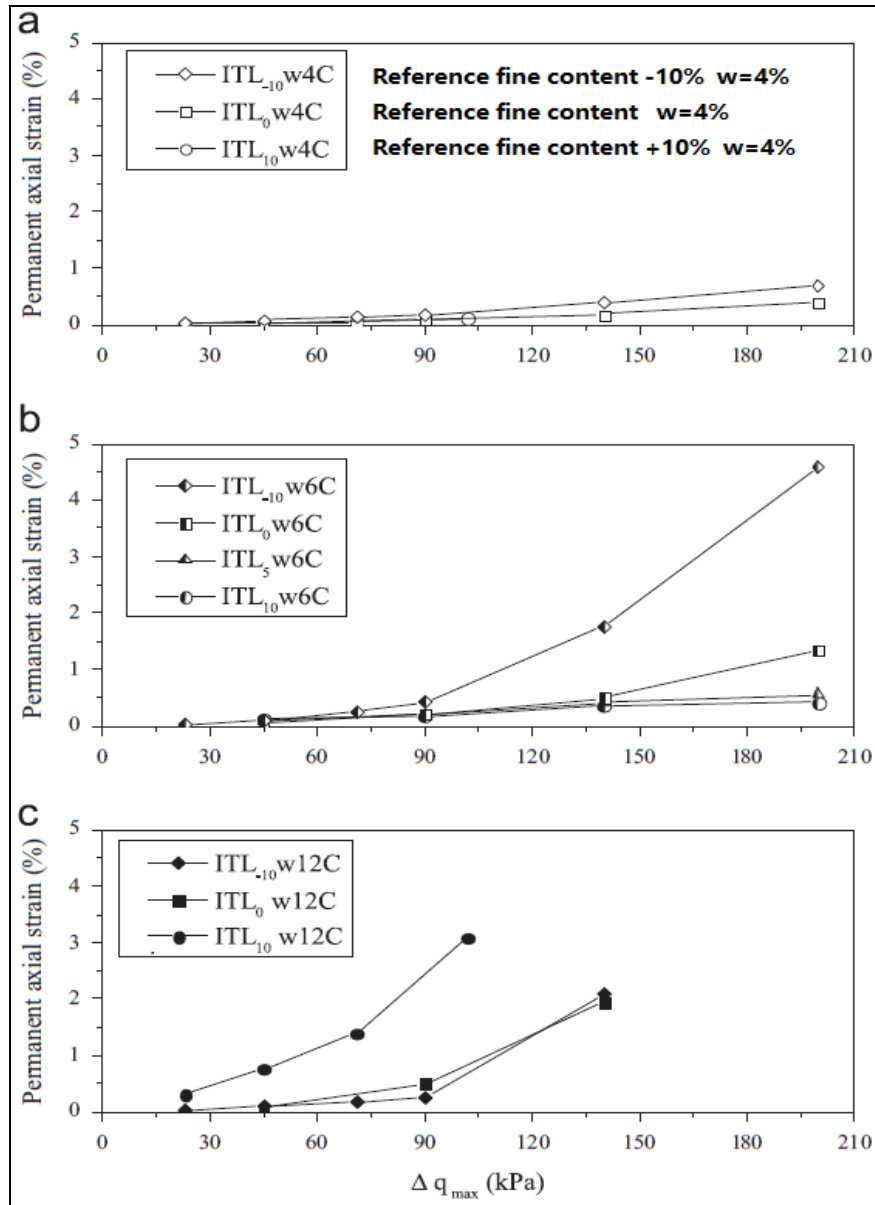 a
Permanent axial strain (%)
5
4
3
2
1
0
ITL-10w4C Reference fine content -10% w=4%
ITL0w4C Reference fine content w=4%
ITL10w4C Reference fine content +10% w=4%
0 30 60 90 120 150 180 210
b
Permanent axial strain (%)
5
4
3
2
1
0
ITL-10w6C
ITL0w6C
ITL5w6C
ITL10w6C
0 30 60 90 120 150 180 210
c
Permanent axial strain (%)
5
4
3
2
1
0
ITL-10w12C
ITL0 w12C
ITL10 w12C
0 30 60 90 120 150 180 210
Δ qmax (kPa)